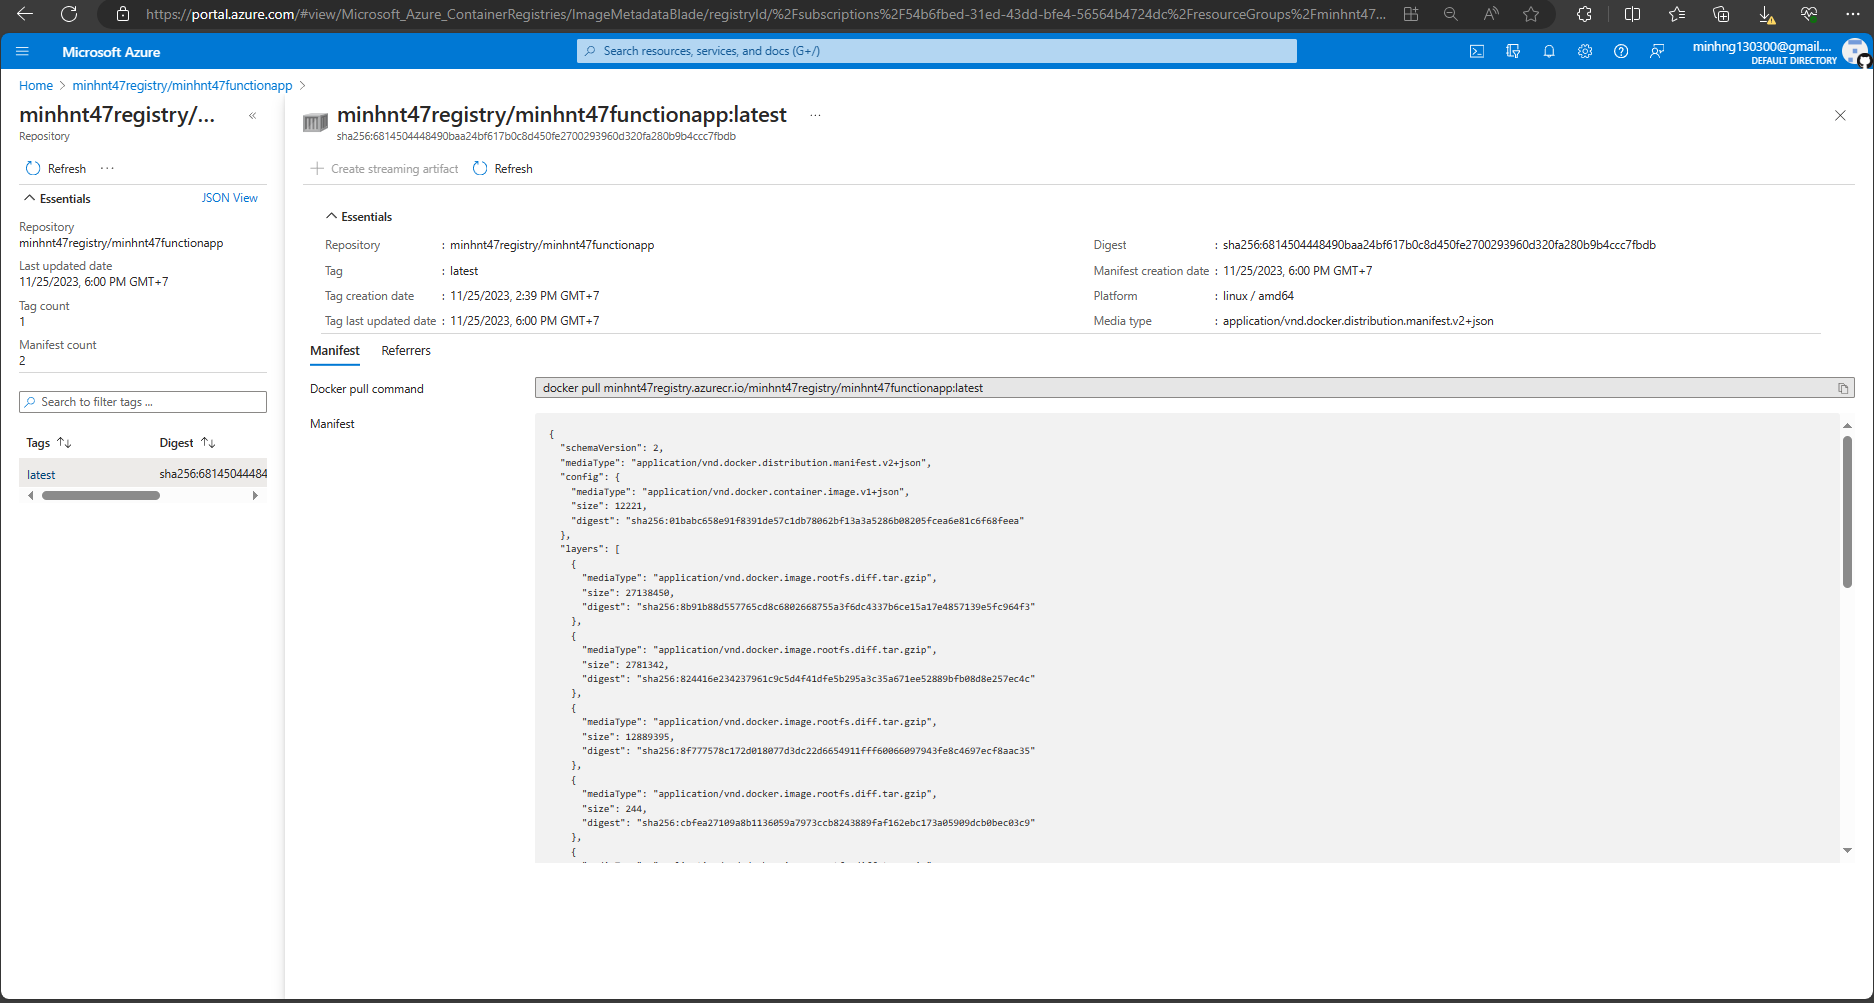 https://portal.azure.com/#view/Microsoft_Azure_ContainerRegistries/ImageMetadataBlade/registryId/%2Fsubscriptions%2F54b6fbed-31ed-43dd-bfe4-56564b4724dc%2FresourceGroups%2Fminhnt47...
Microsoft Azure
Search resources, services, and docs (G+/)
minhng130300@gmail....
DEFAULT DIRECTORY
Home > minhnt47registry/minhnt47functionapp >
minhnt47registry/...
Repository
Refresh ...
Essentials
JSON View
Repository
minhnt47registry/minhnt47functionapp
Last updated date
11/25/2023, 6:00 PM GMT+7
Tag count
1
Manifest count
2
Search to filter tags ...
Tags Digest
latest sha256:68145044484
minhnt47registry/minhnt47functionapp:latest ...
sha256:6814504448490baa24bf617b0c8d450fe2700293960d320fa280b9b4ccc7fbdb
Create streaming artifact Refresh
Essentials
Repository : minhnt47registry/minhnt47functionapp
Tag : latest
Tag creation date : 11/25/2023, 2:39 PM GMT+7
Tag last updated date : 11/25/2023, 6:00 PM GMT+7
Digest : sha256:6814504448490baa24bf617b0c8d450fe2700293960d320fa280b9b4ccc7fbdb
Manifest creation date : 11/25/2023, 6:00 PM GMT+7
Platform : linux / amd64
Media type : application/vnd.docker.distribution.manifest.v2+json
Manifest Referrers
Docker pull command
docker pull minhnt47registry.azurecr.io/minhnt47registry/minhnt47functionapp:latest
Manifest
{
"schemaVersion": 2,
"mediaType": "application/vnd.docker.distribution.manifest.v2+json",
"config": {
"mediaType": "application/vnd.docker.container.image.v1+json",
"size": 12221,
"digest": "sha256:01babc658e91f8391de57c1db78062bf13a3a5286b08205fcea6e81c6f68feea"
},
"layers": [
{
"mediaType": "application/vnd.docker.image.rootfs.diff.tar.gzip",
"size": 27138450,
"digest": "sha256:8b91b88d557765cd8c6802668755a3f6dc4337b6ce15a17e4857139e5fc964f3"
},
{
"mediaType": "application/vnd.docker.image.rootfs.diff.tar.gzip",
"size": 2781342,
"digest": "sha256:824416e234237961c9c5d4f41dfe5b295a3c35a671ee52889bfb08d8e257ec4c"
},
{
"mediaType": "application/vnd.docker.image.rootfs.diff.tar.gzip",
"size": 12889395,
"digest": "sha256:8f777578c172d018077d3dc22d6654911fff60066097943fe8c4697ecf8aac35"
},
{
"mediaType": "application/vnd.docker.image.rootfs.diff.tar.gzip",
"size": 244,
"digest": "sha256:cbfea27109a8b1136059a7973ccb8243889faf162ebc173a05909dcb0bec03c9"
},
{